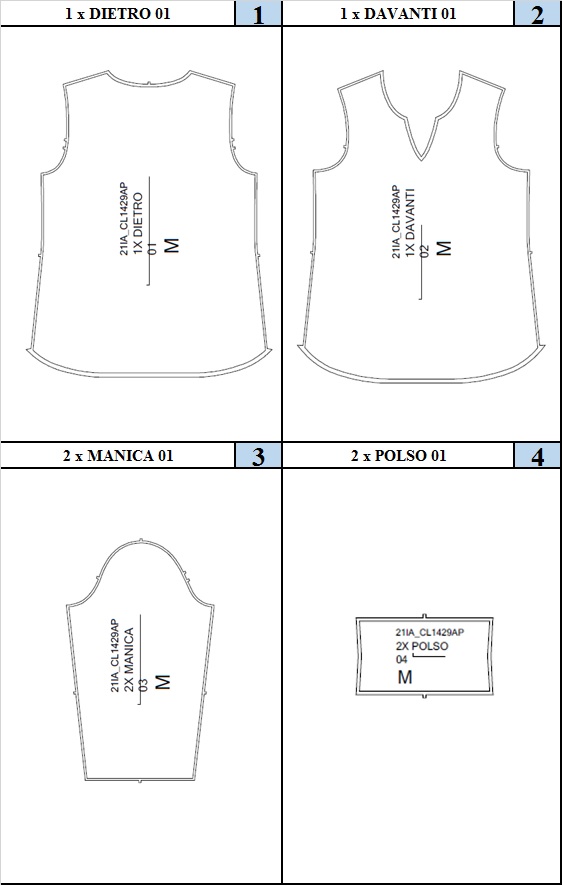 1 x DIETRO 01
1
1 x DAVANTI 01
2
21IA_CL1429AP
1X DIETRO
01
M
21IA_CL1429AP
1X DAVANTI
02
M
2 x MANICA 01
3
2 x POLSO 01
4
21IA_CL1429AP
2X MANICA
03
M
21IA_CL1429AP
2X POLSO
04
M